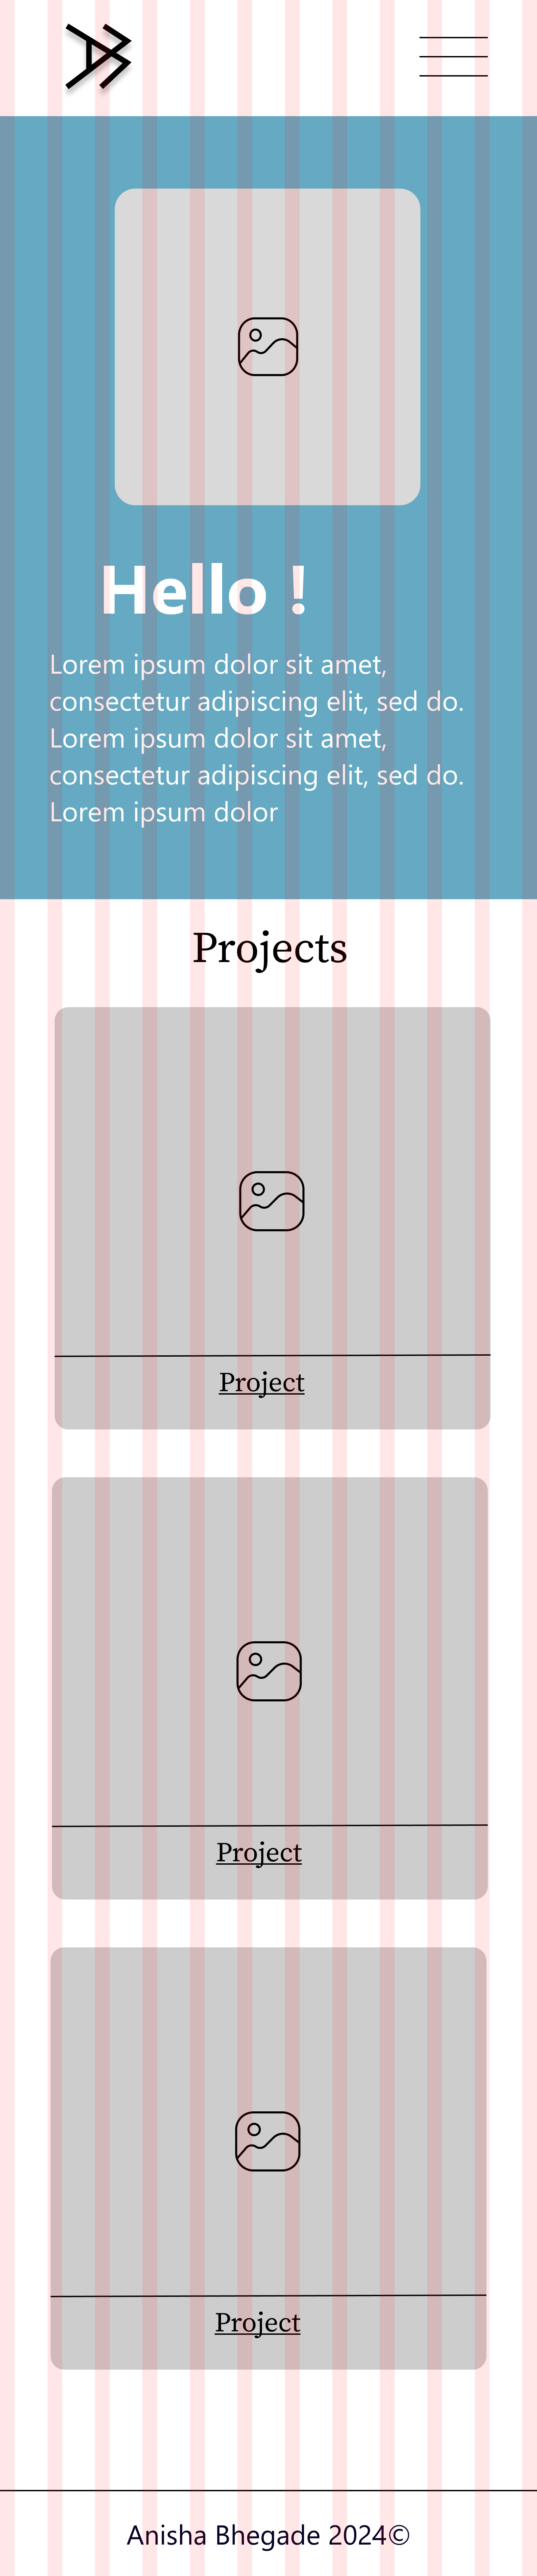 Hello !
Lorem ipsum dolor sit amet,
consectetur adipiscing elit, sed do.
Lorem ipsum dolor sit amet,
consectetur adipiscing elit, sed do.
Lorem ipsum dolor
Projects
Project
Project
Project
Anisha Bhegade 2024©